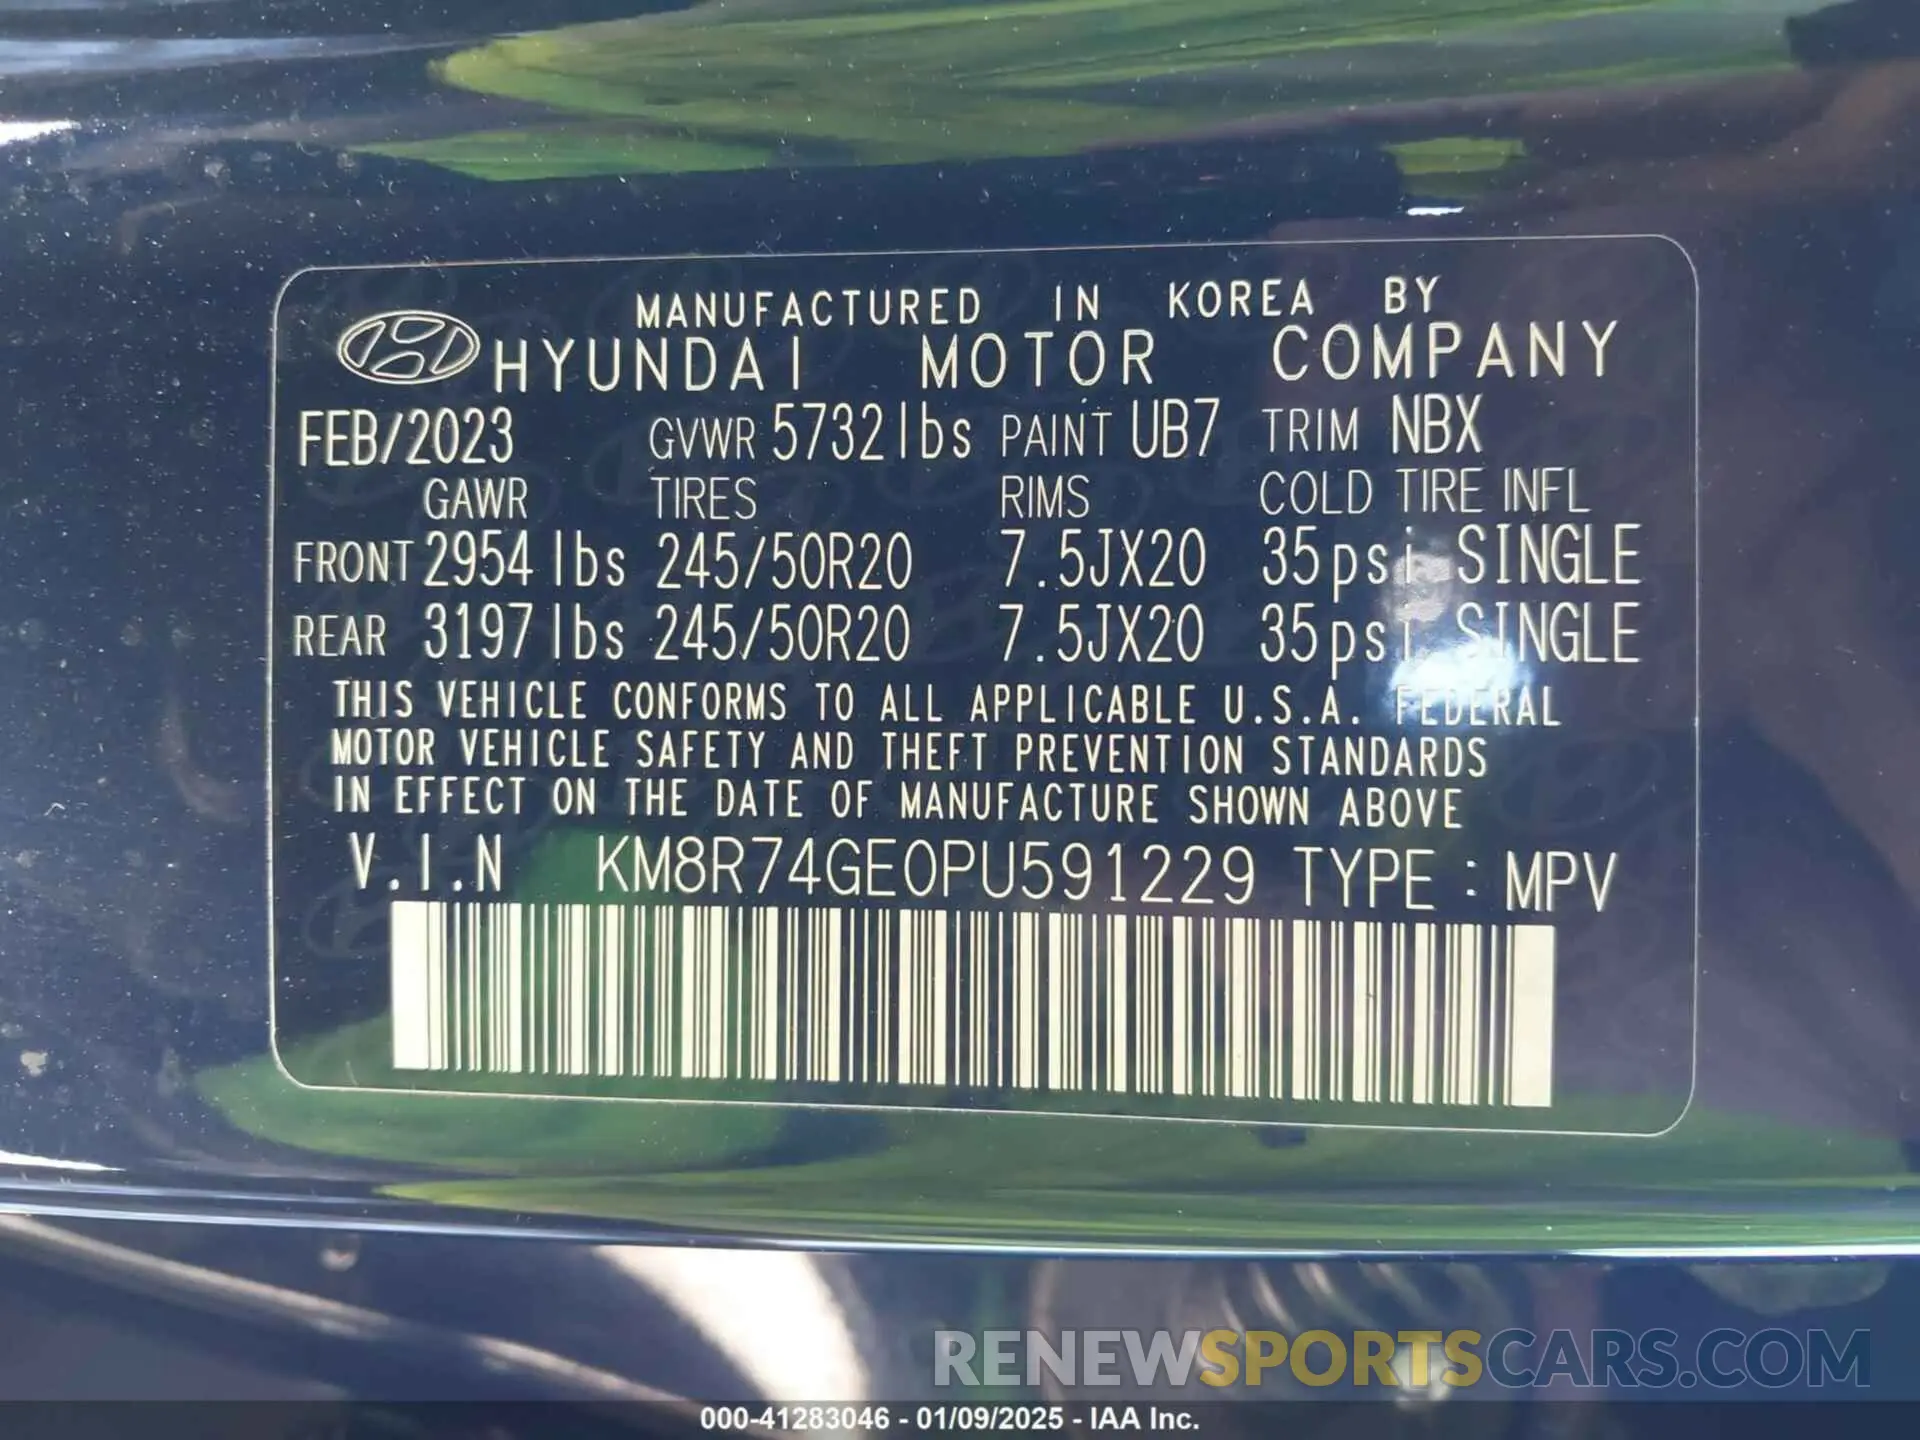 MANUFACTURED IN KOREA BY
HYUNDAI MOTOR COMPANY
FEB/2023 GVWR 5732lbs PAINT UB7 TRIM NBX
GAWR TIRES RIMS COLD TIRE INFL
FRONT 2954lbs 245/50R20 7.5JX20 35psi SINGLE
REAR 3197lbs 245/50R20 7.5JX20 35psi SINGLE
THIS VEHICLE CONFORMS TO ALL APPLICABLE U.S.A. FEDERAL
MOTOR VEHICLE SAFETY AND THEFT PREVENTION STANDARDS
IN EFFECT ON THE DATE OF MANUFACTURE SHOWN ABOVE
V.I.N KM8R74GE0PU591229 TYPE : MPV
RENEWSPORTSCARS.COM
000-41283046 - 01/09/2025 - IAA Inc.